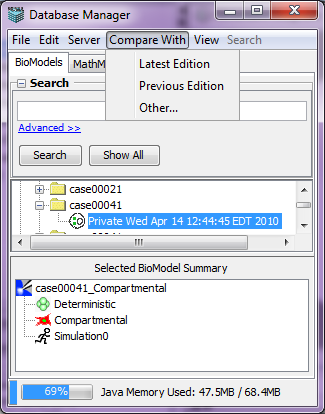 Database Manager
File Edit Server Compare With View Search
BioModels MathM
Latest Edition
Previous Edition
Other...
Search
Advanced >>
Search Show All
case00021
case00041
Private Wed Apr 14 12:44:45 EDT 2010
Selected BioModel Summary
case00041_Compartmental
Deterministic
Compartmental
Simulation0
69% Java Memory Used: 47.5MB / 68.4MB